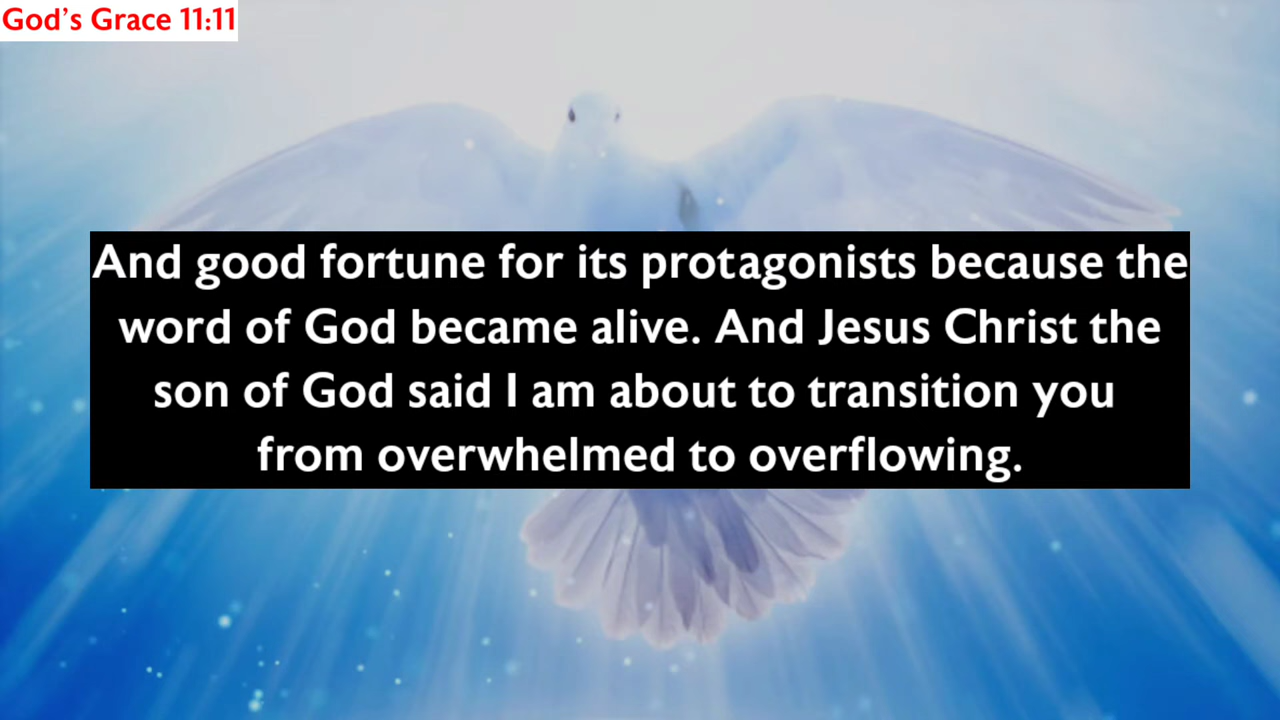 God’s Grace 11:11
And good fortune for its protagonists because the
word of God became alive. And Jesus Christ the
son of God said I am about to transition you
from overwhelmed to overflowing.